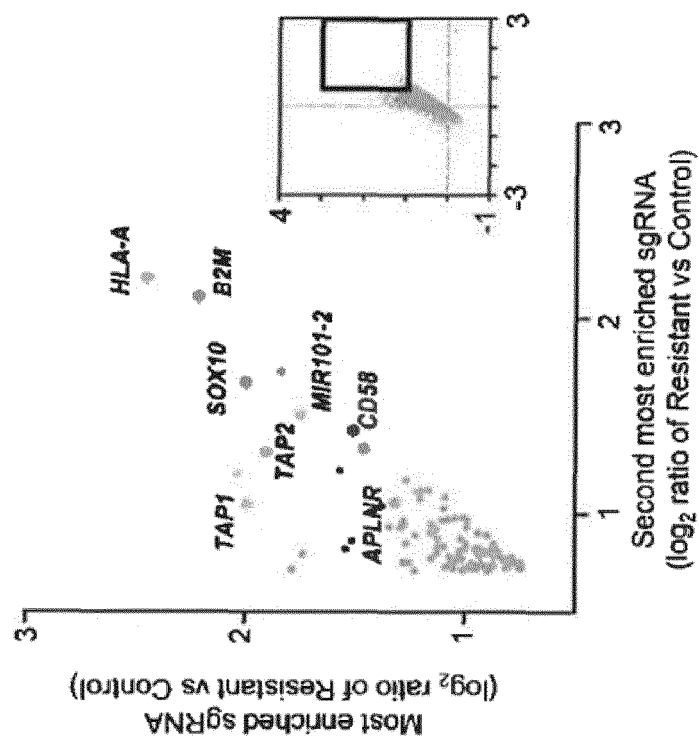 Most enriched sgRNA
(log₂ ratio of Resistant vs Control)
3
2
1
HLA-A
B2M
SOX10
MIR101-2
TAP1
TAP2
CD58
APLNR
4
-1
-3
3
1
2
3
Second most enriched sgRNA
(log₂ ratio of Resistant vs Control)